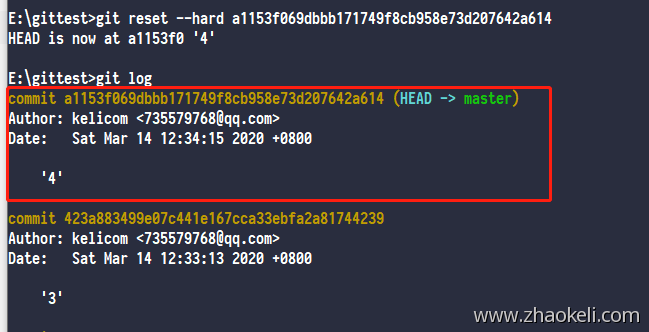 E:\gittest>git reset --hard a1153f069dbbb171749f8cb958e73d207642a614
HEAD is now at a1153f0 '4'
E:\gittest>git log
commit a1153f069dbbb171749f8cb958e73d207642a614 (HEAD -> master)
Author: kelicom <735579768@qq.com>
Date:   Sat Mar 14 12:34:15 2020 +0800
'4'
commit 423a883499e07c441e167cca33ebfa2a81744239
Author: kelicom <735579768@qq.com>
Date:   Sat Mar 14 12:33:13 2020 +0800
'3'
www.zhaokeli.com